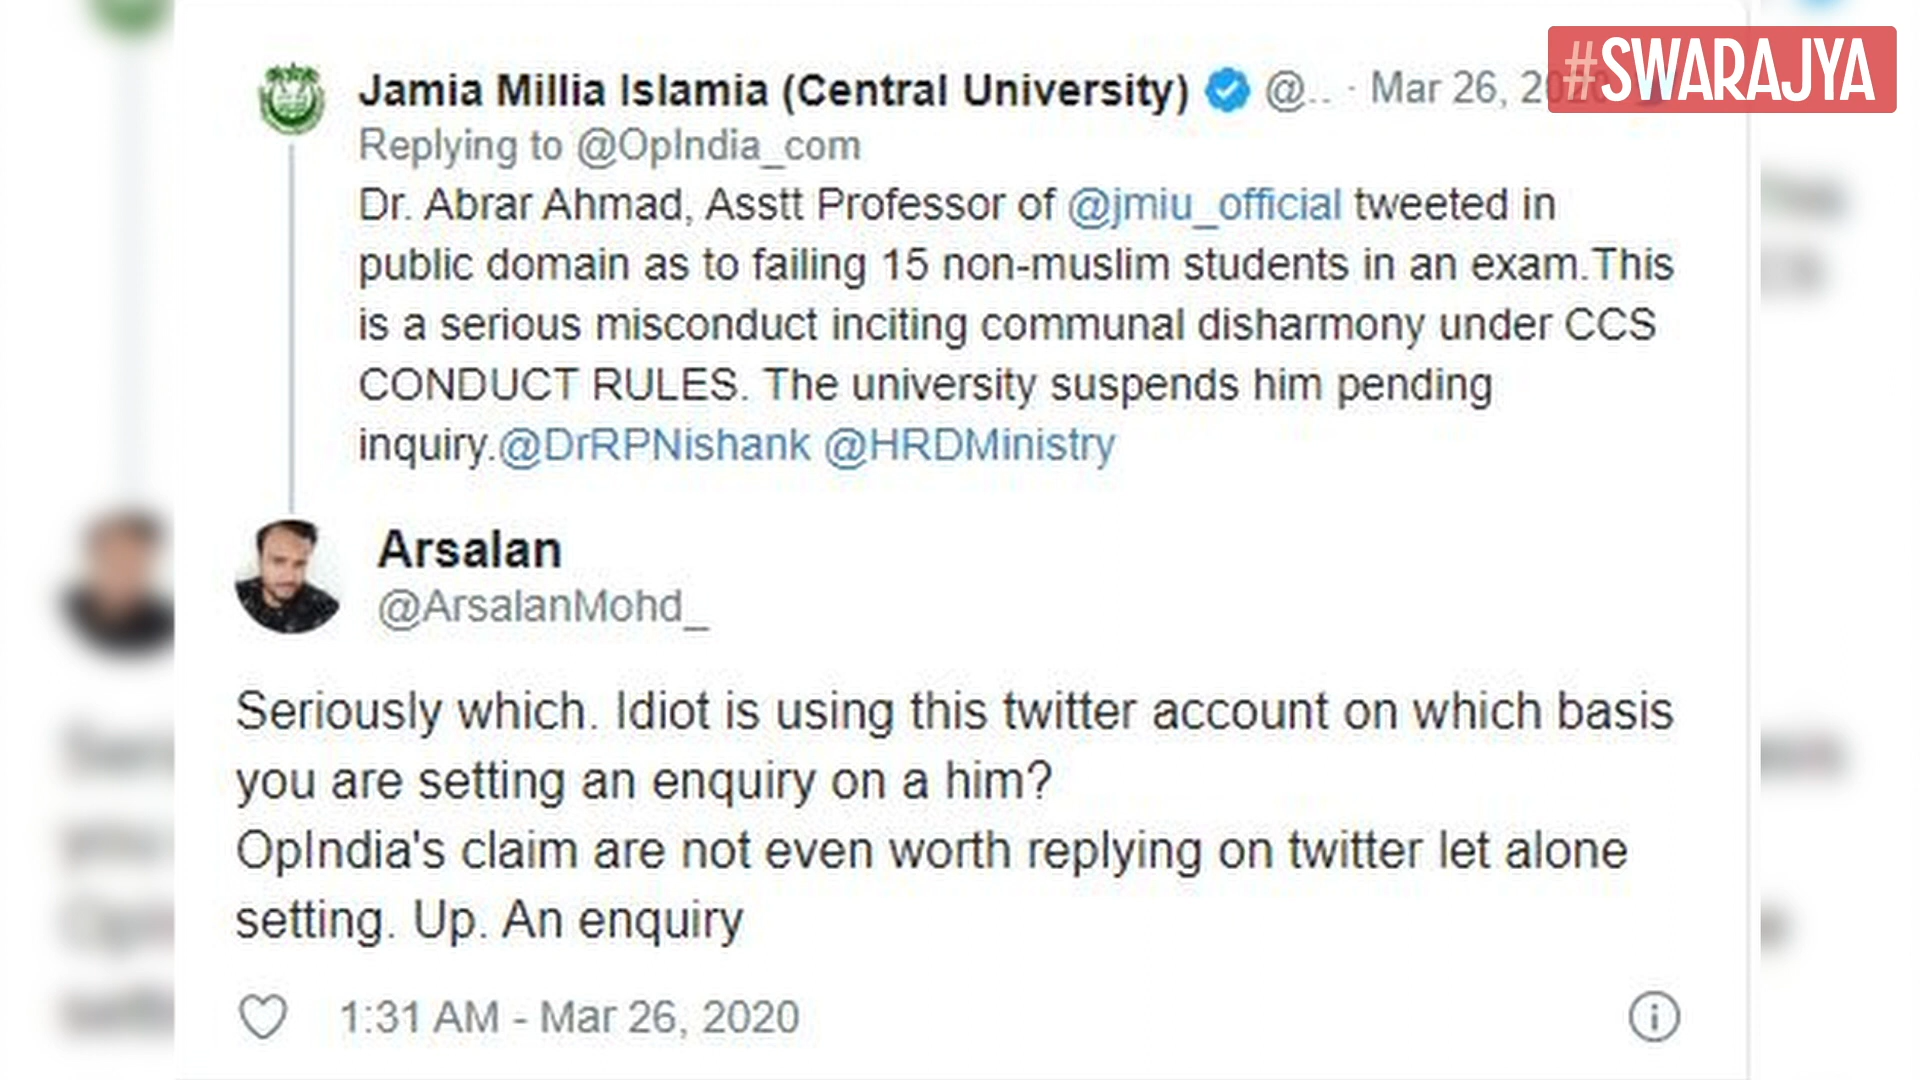 #SWARAJYA
Jamia Millia Islamia (Central University) @.. · Mar 26, 2020
Replying to @OpIndia_com
Dr. Abrar Ahmad, Asstt Professor of @jmiu_official tweeted in
public domain as to failing 15 non-muslim students in an exam.This
is a serious misconduct inciting communal disharmony under CCS
CONDUCT RULES. The university suspends him pending
inquiry.@DrRPNishank @HRDMinistry
Arsalan
@ArsalanMohd_
Seriously which. Idiot is using this twitter account on which basis
you are setting an enquiry on a him?
OpIndia's claim are not even worth replying on twitter let alone
setting. Up. An enquiry
1:31 AM - Mar 26, 2020